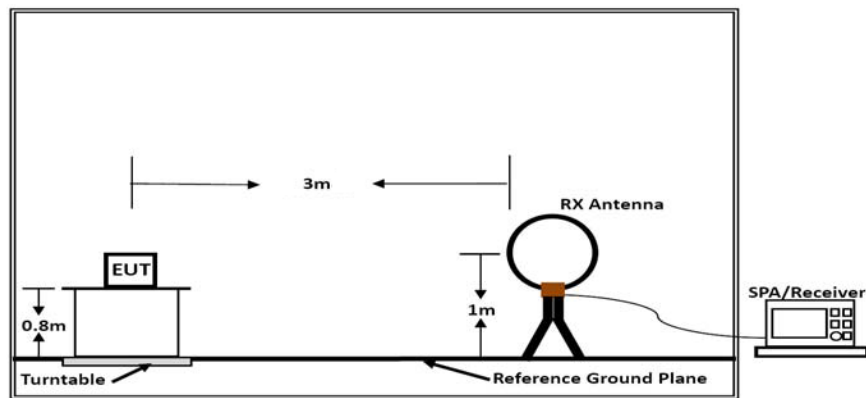 3m
RX Antenna
EUT
0.8m
1m
SPA/Receiver
Turntable
Reference Ground Plane